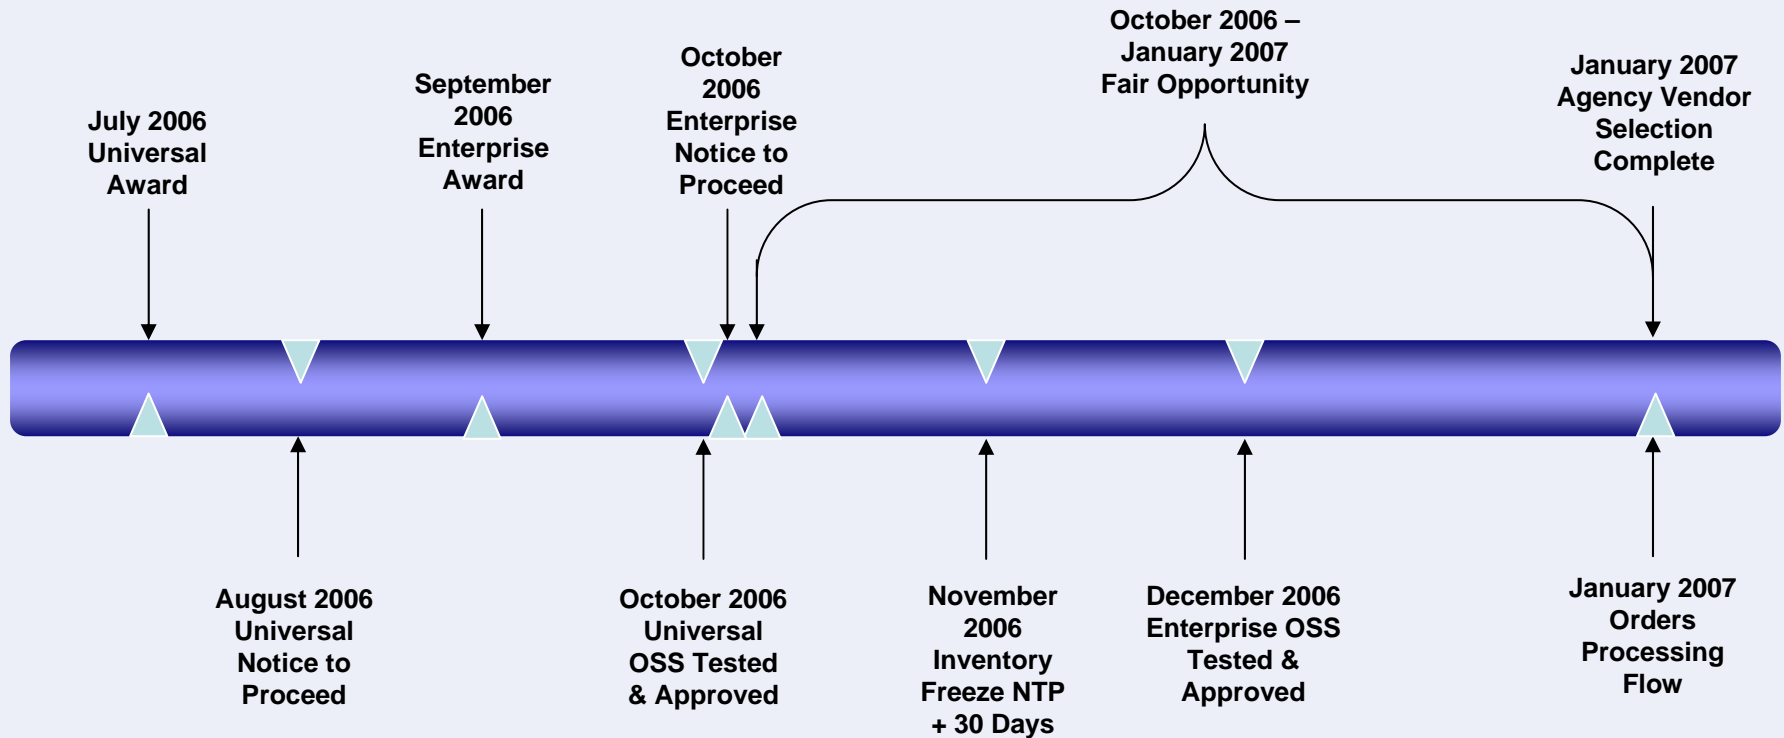 July 2006
Universal
Award
September
2006
Enterprise
Award
October
2006
Enterprise
Notice to
Proceed
October 2006 –
January 2007
Fair Opportunity
January 2007
Agency Vendor
Selection
Complete
August 2006
Universal
Notice to
Proceed
October 2006
Universal
OSS Tested
& Approved
November
2006
Inventory
Freeze NTP
+ 30 Days
December 2006
Enterprise OSS
Tested &
Approved
January 2007
Orders
Processing
Flow